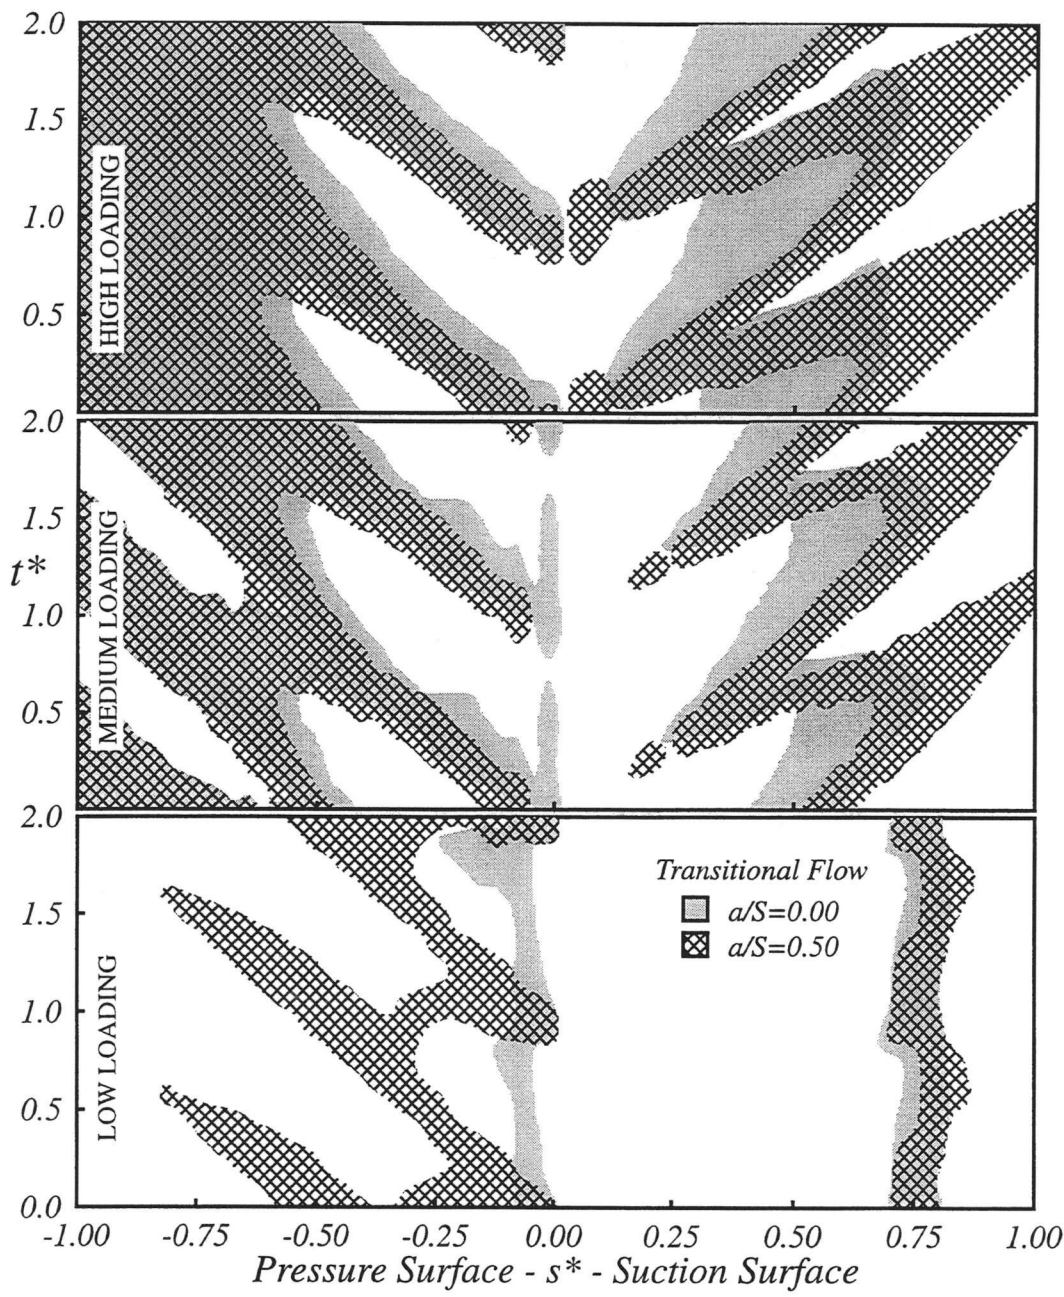 2.0
1.5
1.0
0.5
HIGH LOADING
2.0
1.5
1.0
0.5
MEDIUM LOADING
t*
2.0
1.5
1.0
0.5
0.0
LOW LOADING
Transitional Flow
a/S=0.00
a/S=0.50
-1.00 -0.75 -0.50 -0.25 0.00 0.25 0.50 0.75 1.00
Pressure Surface - s* - Suction Surface